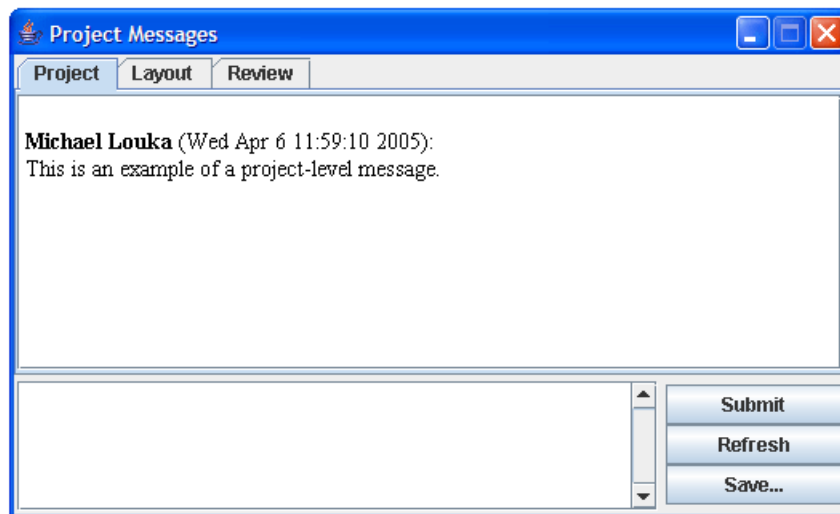 Project Messages
Project Layout Review
Michael Louka (Wed Apr 6 11:59:10 2005):
This is an example of a project-level message.
Submit
Refresh
Save...